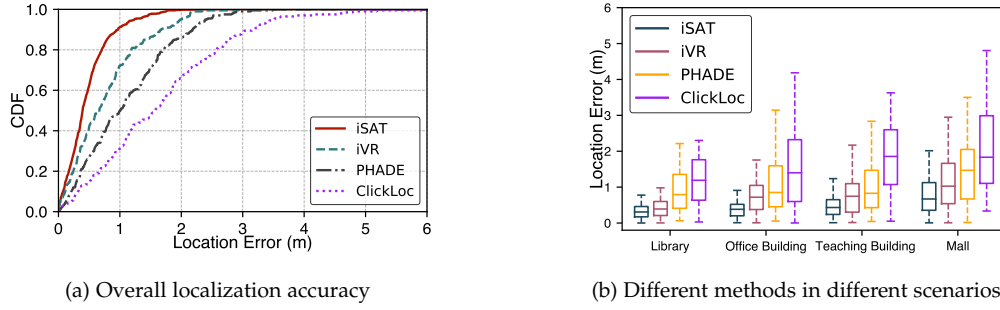 1.0
0.8
0.6
0.4
0.2
0.0
CDF
0 1 2 3 4 5 6
Location Error (m)
iSAT
iVR
PHADE
ClickLoc
(a) Overall localization accuracy
6
5
4
3
2
1
0
Location Error (m)
iSAT
iVR
PHADE
ClickLoc
Library Office Building Teaching Building Mall
(b) Different methods in different scenarios